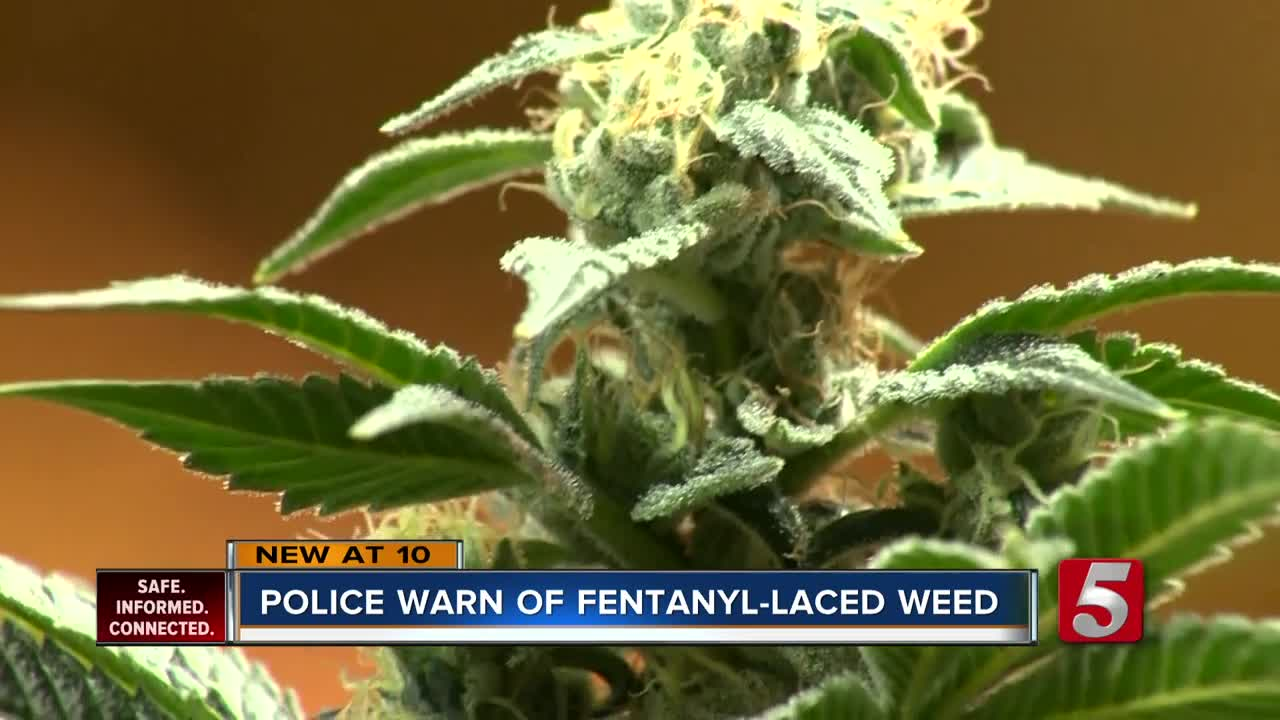 NEW AT 10
SAFE.
INFORMED.
CONNECTED.
POLICE WARN OF FENTANYL-LACED WEED
5